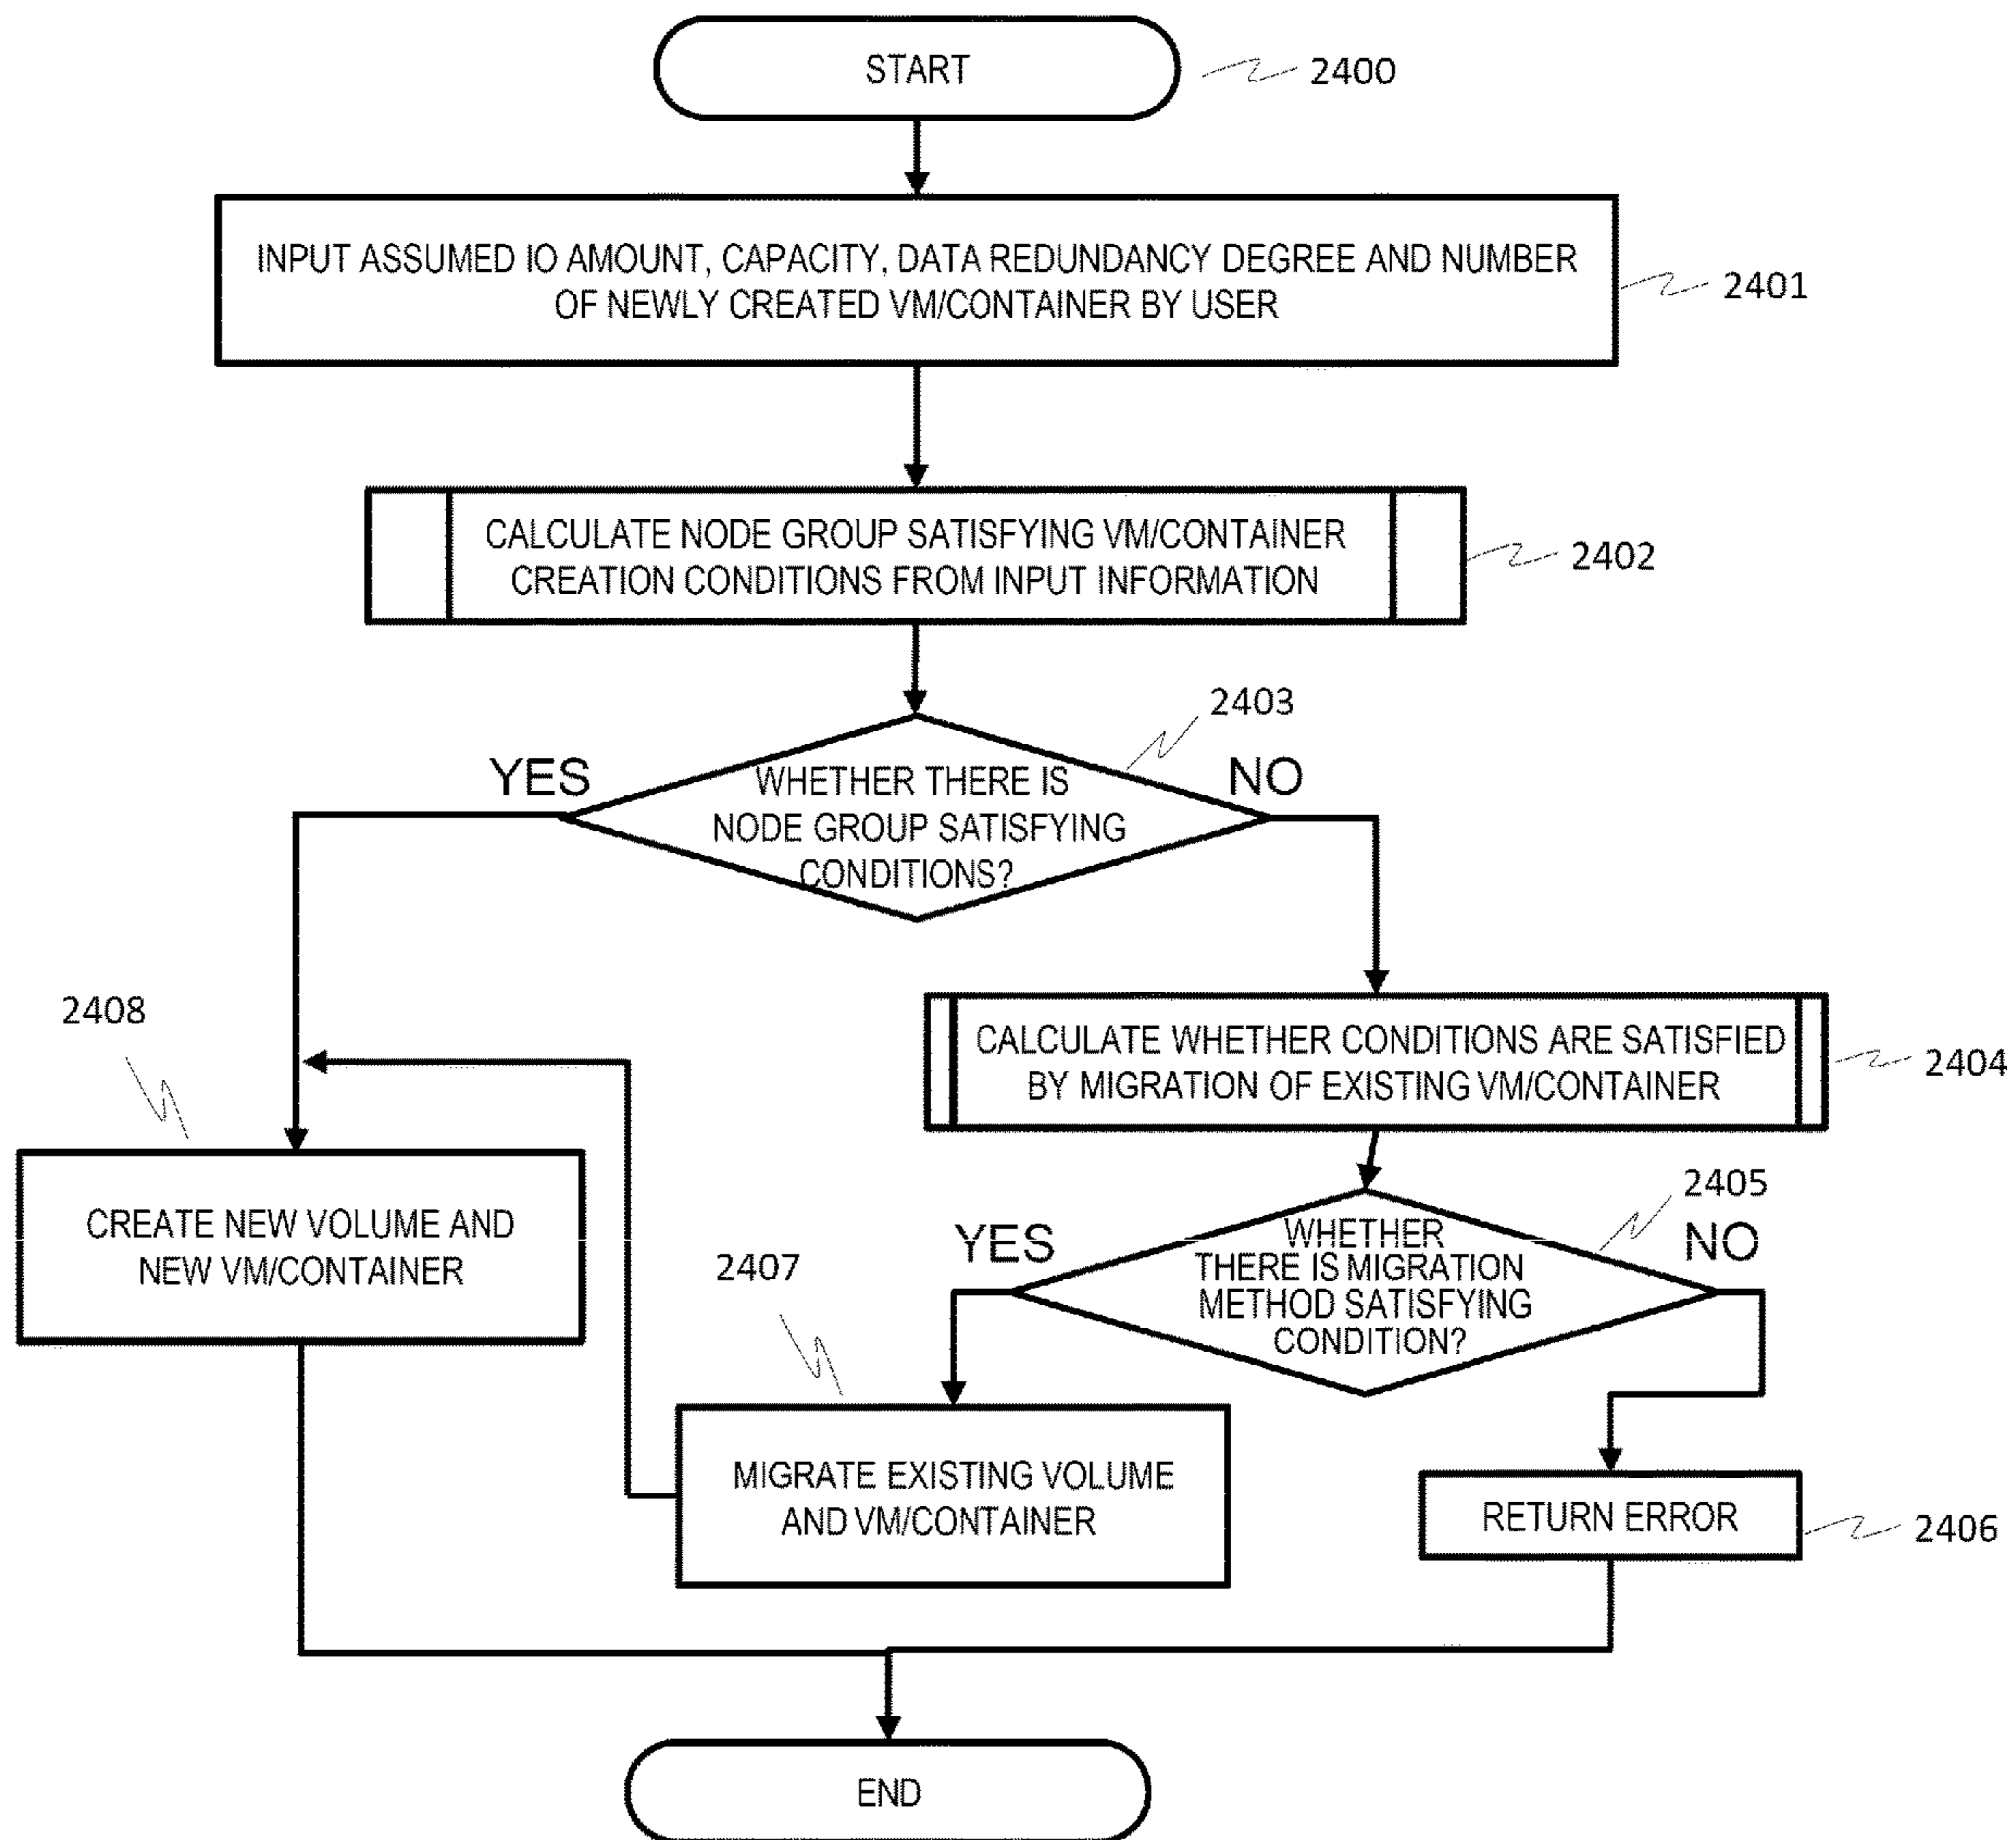 START
2400
INPUT ASSUMED IO AMOUNT, CAPACITY, DATA REDUNDANCY DEGREE AND NUMBER
OF NEWLY CREATED VM/CONTAINER BY USER
2401
CALCULATE NODE GROUP SATISFYING VM/CONTAINER
CREATION CONDITIONS FROM INPUT INFORMATION
2402
2403
YES
NO
WHETHER THERE IS
NODE GROUP SATISFYING
CONDITIONS?
2408
CALCULATE WHETHER CONDITIONS ARE SATISFIED
BY MIGRATION OF EXISTING VM/CONTAINER
2404
CREATE NEW VOLUME AND
NEW VM/CONTAINER
2405
YES
NO
WHETHER
THERE IS MIGRATION
METHOD SATISFYING
CONDITION?
2407
MIGRATE EXISTING VOLUME
AND VM/CONTAINER
RETURN ERROR
2406
END